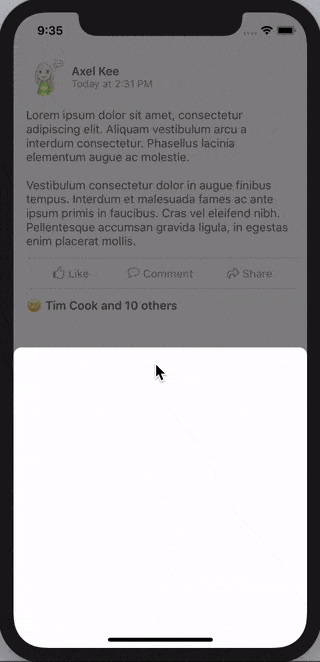 9:35
Axel Kee
Today at 2:31 PM
Lorem ipsum dolor sit amet, consectetur
adipiscing elit. Aliquam vestibulum arcu a
interdum consectetur. Phasellus lacinia
elementum augue ac molestie.
Vestibulum consectetur dolor in augue finibus
tempus. Interdum et malesuada fames ac ante
ipsum primis in faucibus. Cras vel eleifend nibh.
Pellentesque accumsan gravida ligula, in egestas
enim placerat mollis.
Like Comment Share
Tim Cook and 10 others